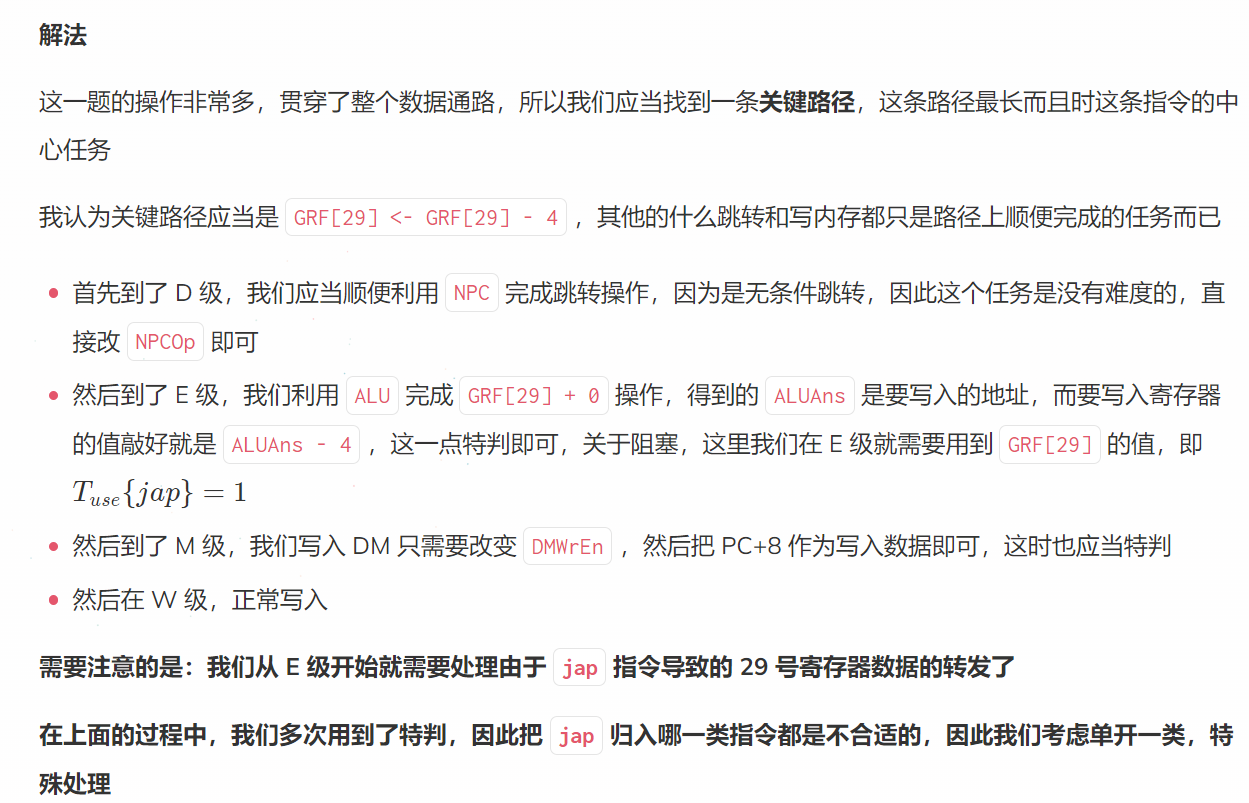 解法
这一题的操作非常多，贯穿了整个数据通路，所以我们应当找到一条关键路径，这条路径最长而且时这条指令的中
心任务
我认为关键路径应当是 GRF[29] <- GRF[29] - 4 ，其他的什么跳转和写内存都只是路径上顺便完成的任务而已
• 首先到了 D 级，我们应当顺便利用 NPC 完成跳转操作，因为是无条件跳转，因此这个任务是没有难度的，直
接改 NPCOp 即可
• 然后到了 E 级，我们利用 ALU 完成 GRF[29] + 0 操作，得到的 ALUAns 是要写入的地址，而要写入寄存器
的值敲好就是 ALUAns - 4 ，这一点特判即可，关于阻塞，这里我们在 E 级就需要用到 GRF[29] 的值，即
T_{use}{jap} = 1
• 然后到了 M 级，我们写入 DM 只需要改变 DMWrEn ，然后把 PC+8 作为写入数据即可，这时也应当特判
• 然后在 W 级，正常写入
需要注意的是：我们从 E 级开始就需要处理由于 jap 指令导致的 29 号寄存器数据的转发了
在上面的过程中，我们多次用到了特判，因此把 jap 归入哪一类指令都是不合适的，因此我们考虑单开一类，特
殊处理